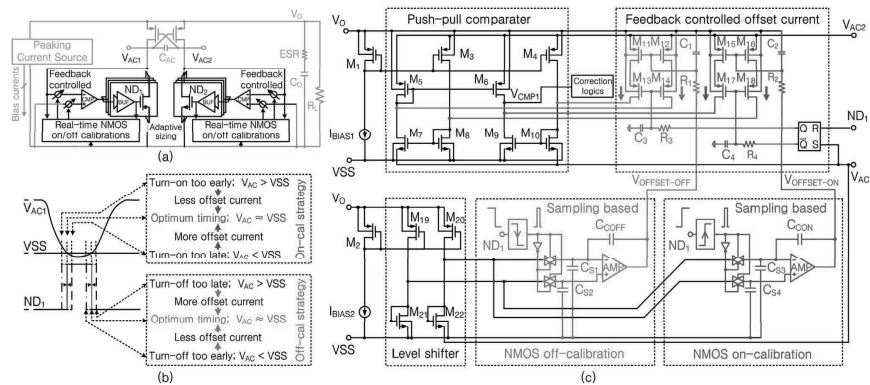 V_O
Peaking
Current Source
V_AC1
C_AC
V_AC2
ESR
C_O
R_L
Bias currents
Feedback
controlled
ND_1
ND_2
Feedback
controlled
CMP
BUF
BUF
CMP
Real-time NMOS
on/off calibrations
Adaptive
sizing
Real-time NMOS
on/off calibrations
(a)
Turn-on too early; V_AC > VSS
Less offset current
Optimum timing; V_AC ≈ VSS
More offset current
Turn-on too late; V_AC < VSS
On-cal strategy
V_AC1
VSS
ND_1
Turn-off too late; V_AC > VSS
More offset current
Optimum timing; V_AC ≈ VSS
Less offset current
Turn-off too early; V_AC < VSS
Off-cal strategy
(b)
V_O
Push-pull comparater
Feedback controlled offset current
V_AC2
M_1
M_3
M_4
M_5
M_6
V_CMP1
Correction
logics
M_11 M_12
C_1
M_15 M_16
C_2
M_13 M_14
R_1
M_17 M_18
R_2
I_BIAS1
M_7
M_8
M_9
M_10
C_3
R_3
C_4
R_4
Q R
Q̅ S
ND_1
VSS
V_AC
V_OFFSET-OFF
V_OFFSET-ON
V_O
M_2
M_19
M_20
Sampling based
ND_1
C_OFF
C_S1
C_S2
AMP
Sampling based
ND_1
C_CON
C_S3
C_S4
AMP
I_BIAS2
M_21
M_22
VSS
Level shifter
NMOS off-calibration
NMOS on-calibration
(c)